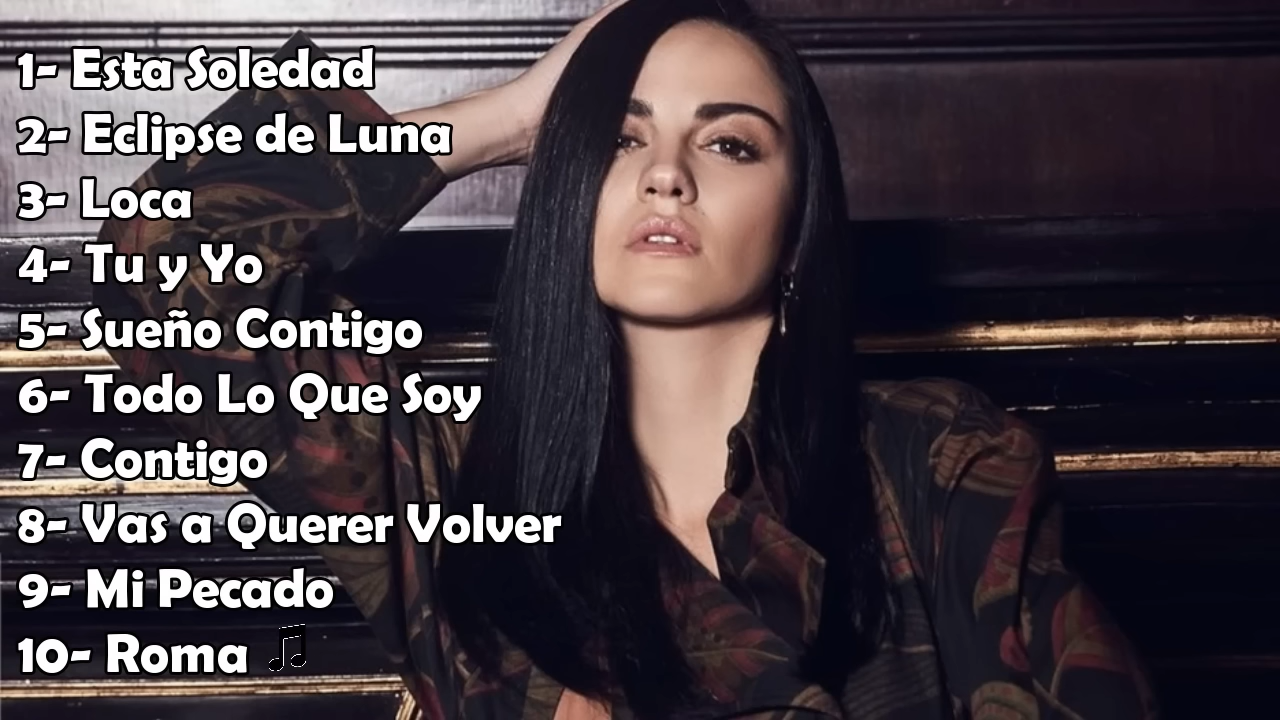 1- Esta Soledad
2- Eclipse de Luna
3- Loca
4- Tu y Yo
5- Sueño Contigo
6- Todo Lo Que Soy
7- Contigo
8- Vas a Querer Volver
9- Mi Pecado
10- Roma